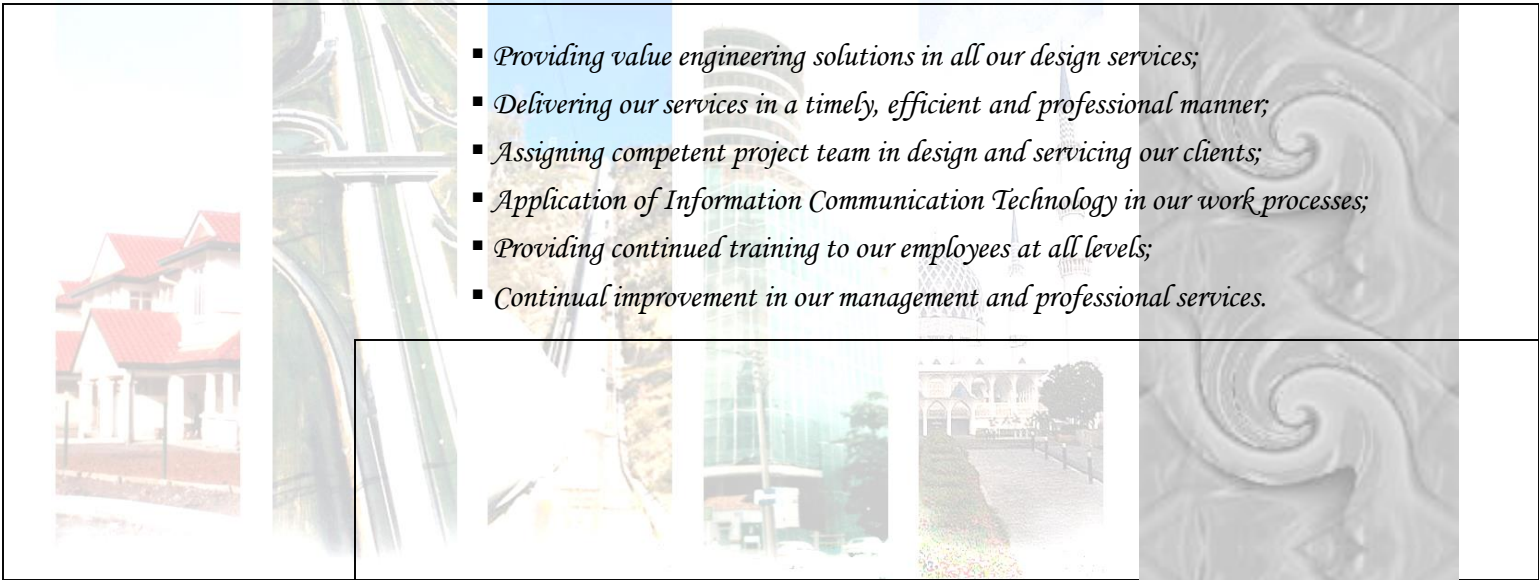 ▪ Providing value engineering solutions in all our design services;
▪ Delivering our services in a timely, efficient and professional manner;
▪ Assigning competent project team in design and servicing our clients;
▪ Application of Information Communication Technology in our work processes;
▪ Providing continued training to our employees at all levels;
▪ Continual improvement in our management and professional services.